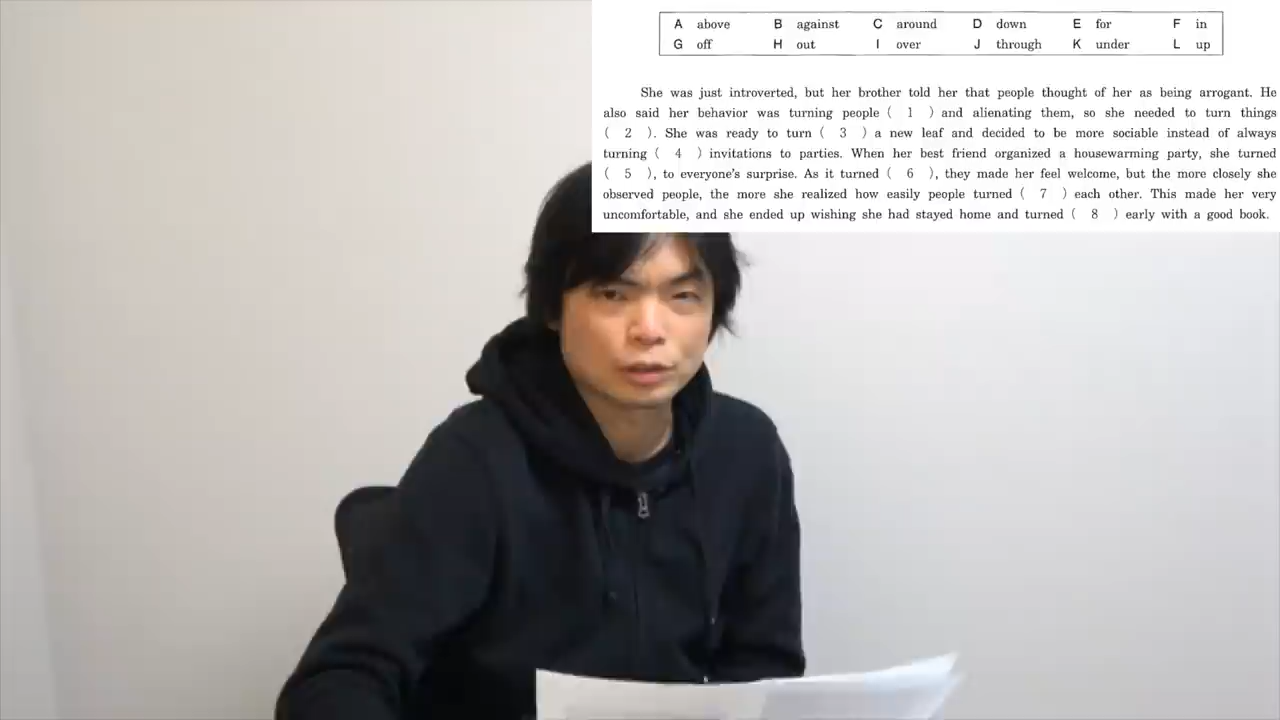 A above B against C around D down E for F in
G off H out I over J through K under L up
She was just introverted, but her brother told her that people thought of her as being arrogant. He
also said her behavior was turning people ( 1 ) and alienating them, so she needed to turn things
( 2 ). She was ready to turn ( 3 ) a new leaf and decided to be more sociable instead of always
turning ( 4 ) invitations to parties. When her best friend organized a housewarming party, she turned
( 5 ), to everyone's surprise. As it turned ( 6 ), they made her feel welcome, but the more closely she
observed people, the more she realized how easily people turned ( 7 ) each other. This made her very
uncomfortable, and she ended up wishing she had stayed home and turned ( 8 ) early with a good book.